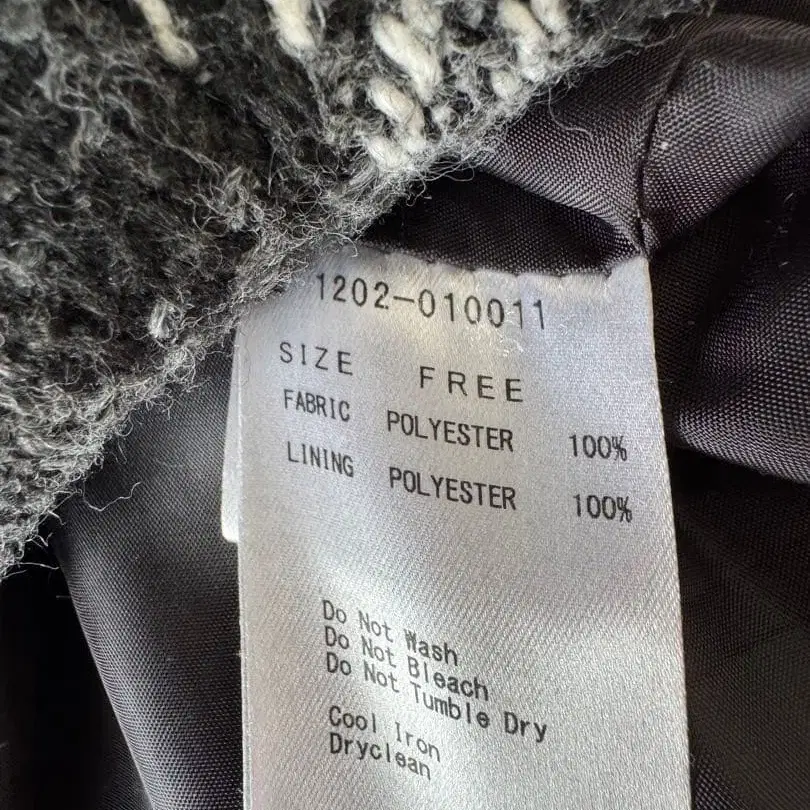 1202-010011
SIZE FREE
FABRIC POLYESTER 100%
LINING POLYESTER 100%
Do Not Wash
Do Not Bleach
Do Not Tumble Dry
Cool Iron
Dryclean